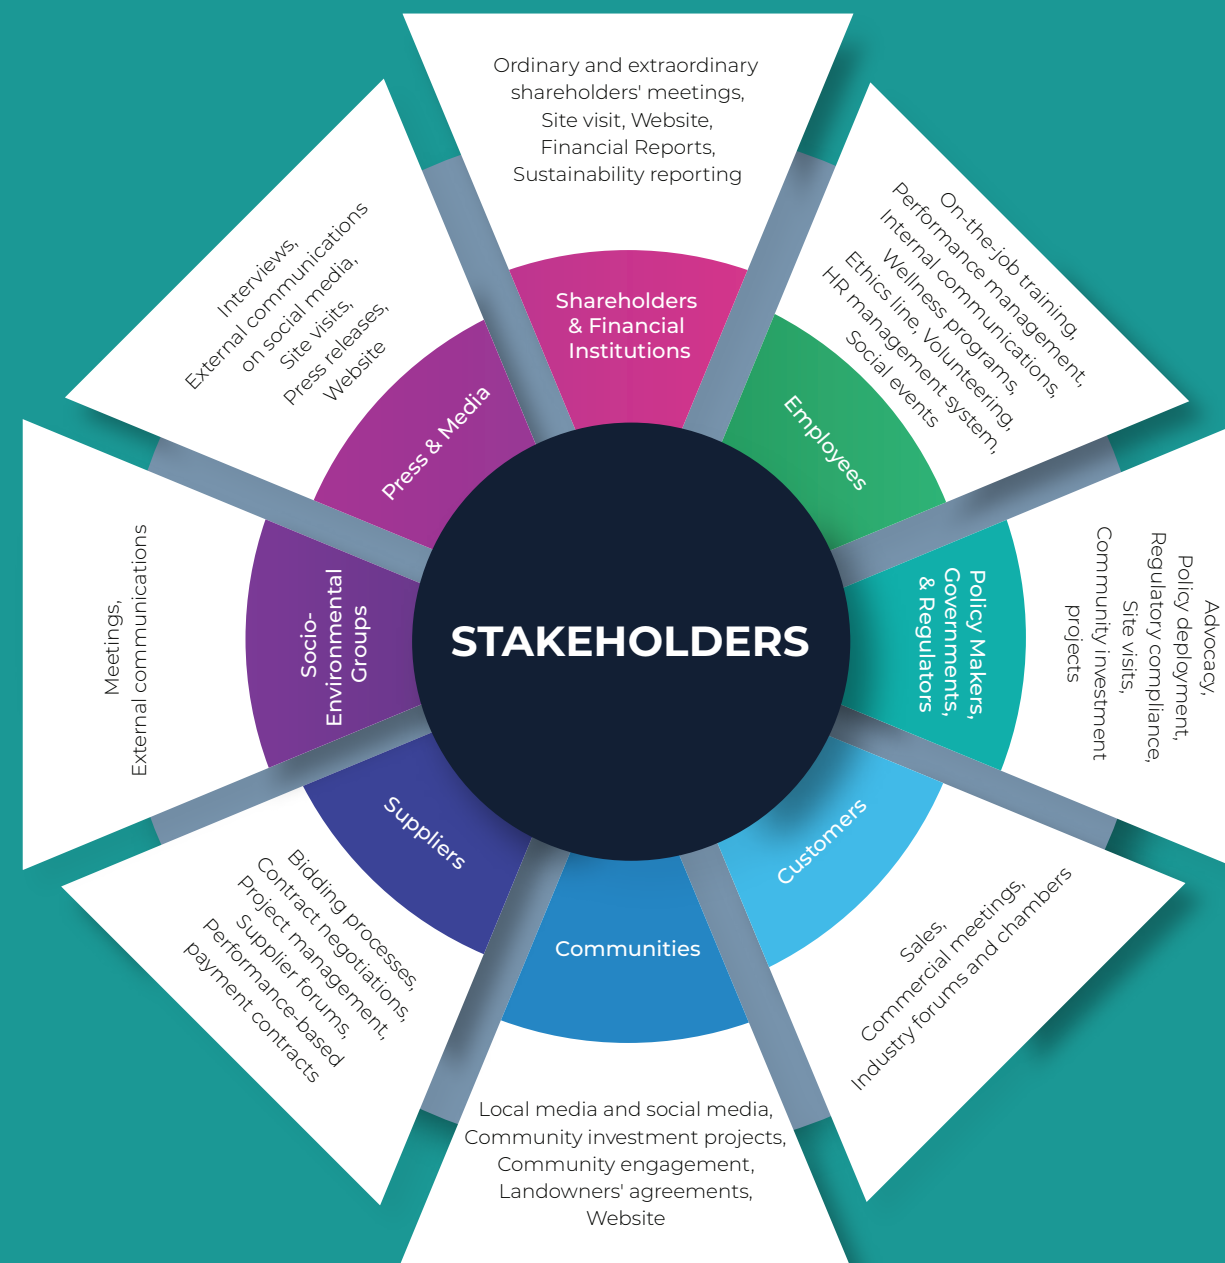 STAKEHOLDERS
Shareholders
& Financial
Institutions
Ordinary and extraordinary
shareholders' meetings,
Site visit, Website,
Financial Reports,
Sustainability reporting
Employees
On-the-job training,
Performance management,
Internal communications,
Wellness programs,
Ethics line, Volunteering,
HR management system,
Social events
Policy Makers,
Governments,
& Regulators
Advocacy,
Policy deployment,
Regulatory compliance,
Site visits,
Community investment
projects
Customers
Sales,
Commercial meetings,
Industry forums and chambers
Communities
Local media and social media,
Community investment projects,
Community engagement,
Landowners' agreements,
Website
Suppliers
Bidding processes,
Contract negotiations,
Project management,
Supplier forums,
Performance-based
payment contracts
Socio-
Environmental
Groups
Meetings,
External communications
Press & Media
Interviews,
External communications
on social media,
Site visits,
Press releases,
Website